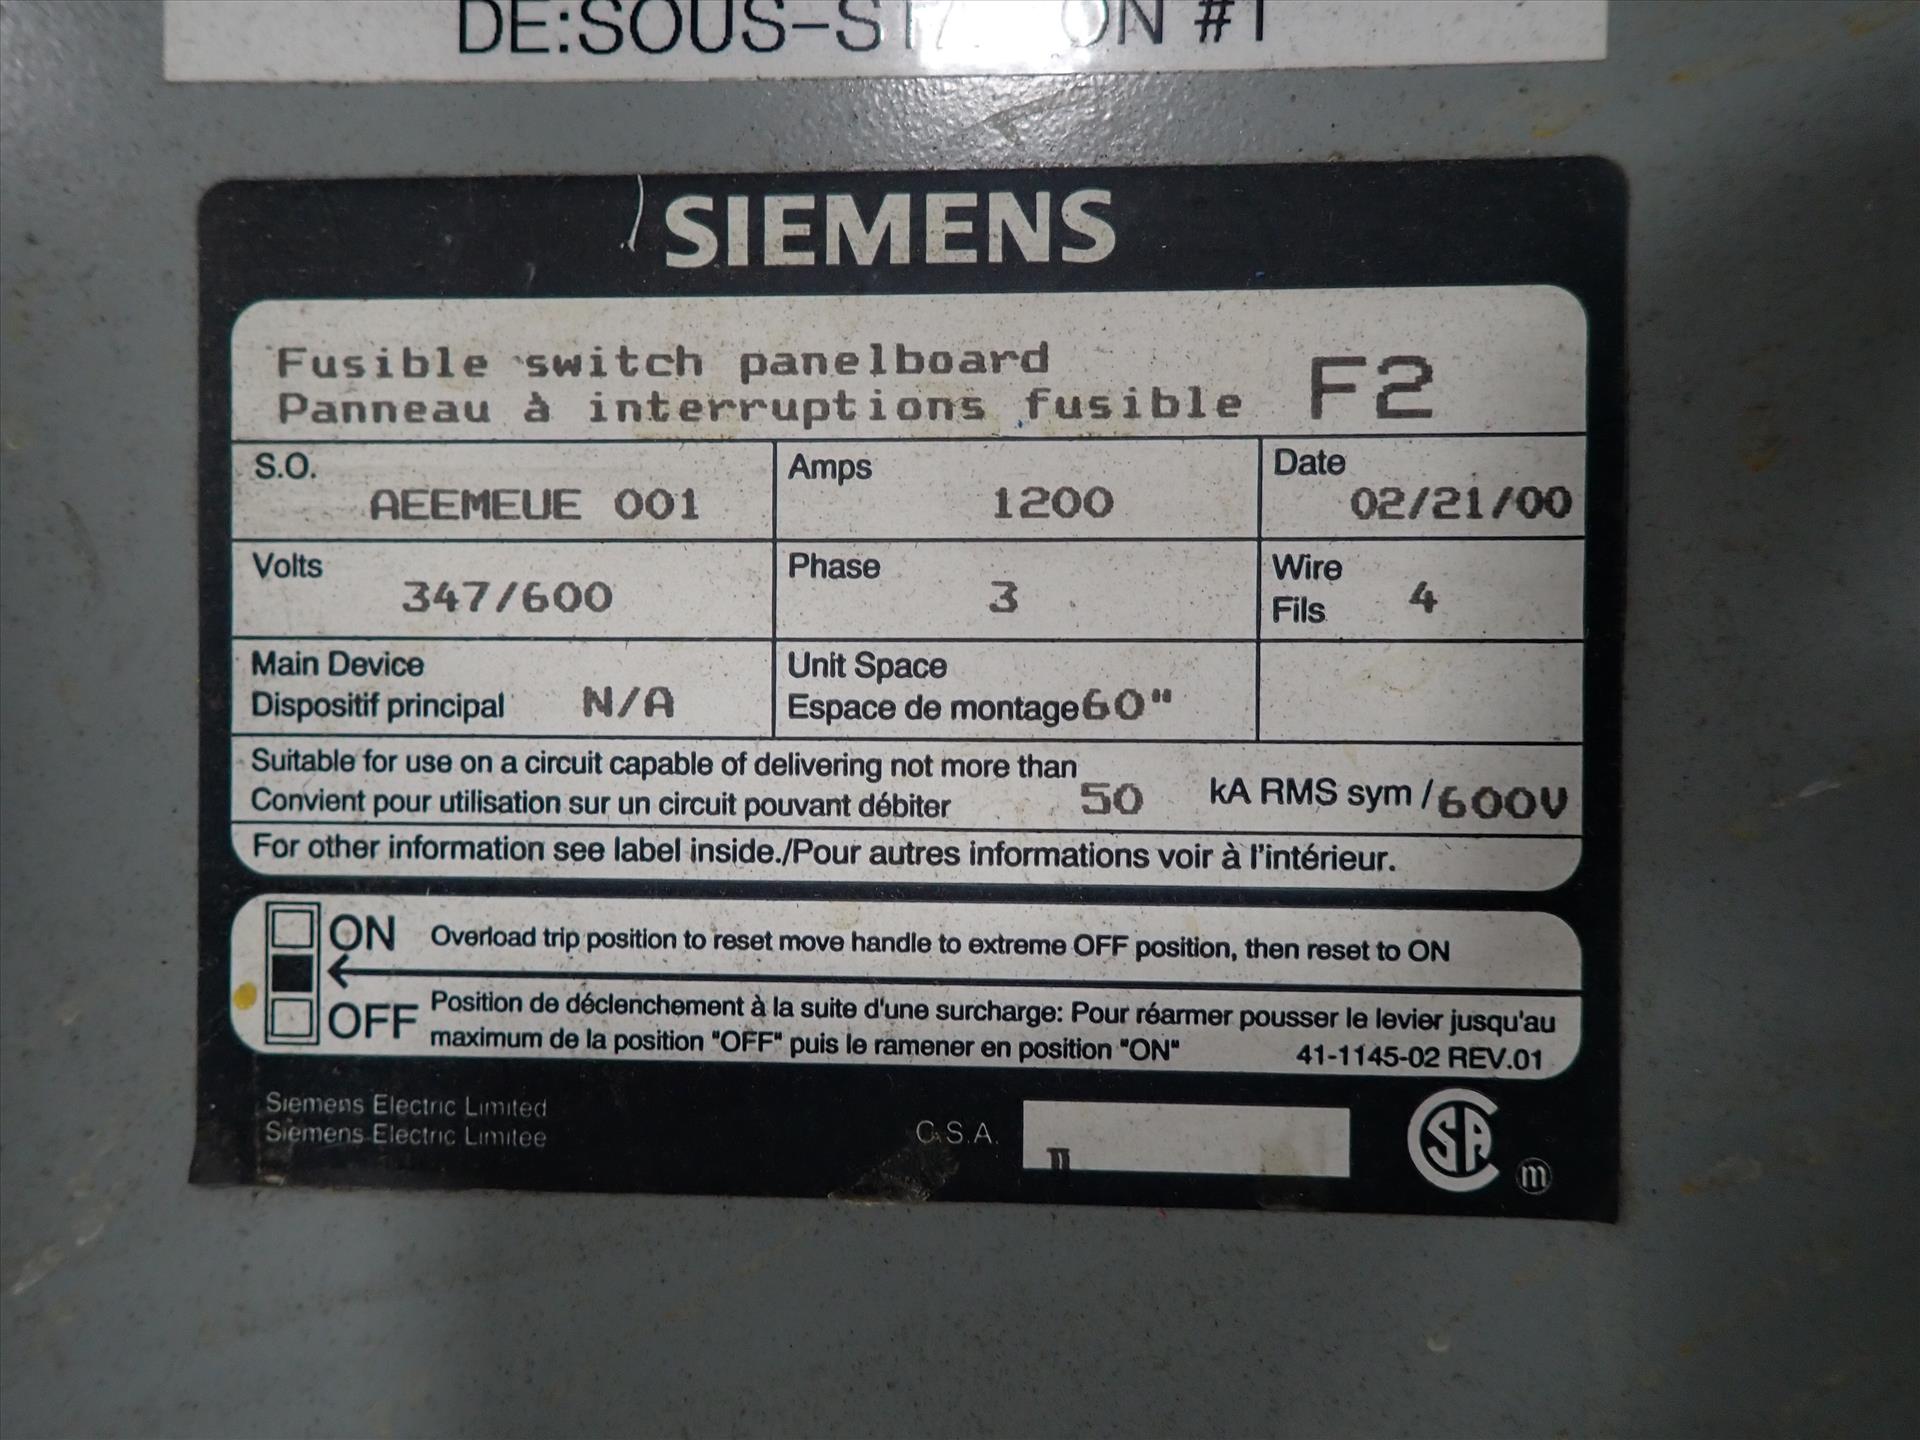 DE:SOUS-STATION #1
SIEMENS
Fusible switch panelboard
Panneau à interruptions fusible F2
S.O. AEEMEUE 001
Amps 1200
Date 02/21/00
Volts 347/600
Phase 3
Wire
Fils 4
Main Device
Dispositif principal N/A
Unit Space
Espace de montage 60"
Suitable for use on a circuit capable of delivering not more than
Convient pour utilisation sur un circuit pouvant débiter 50 kA RMS sym / 600V
For other information see label inside./Pour autres informations voir à l'intérieur.
ON Overload trip position to reset move handle to extreme OFF position, then reset to ON
OFF Position de déclenchement à la suite d'une surcharge: Pour réarmer pousser le levier jusqu'au
maximum de la position "OFF" puis le ramener en position "ON" 41-1145-02 REV.01
Siemens Electric Limited
Siemens Electric Limitee
C.S.A.
CSA
m